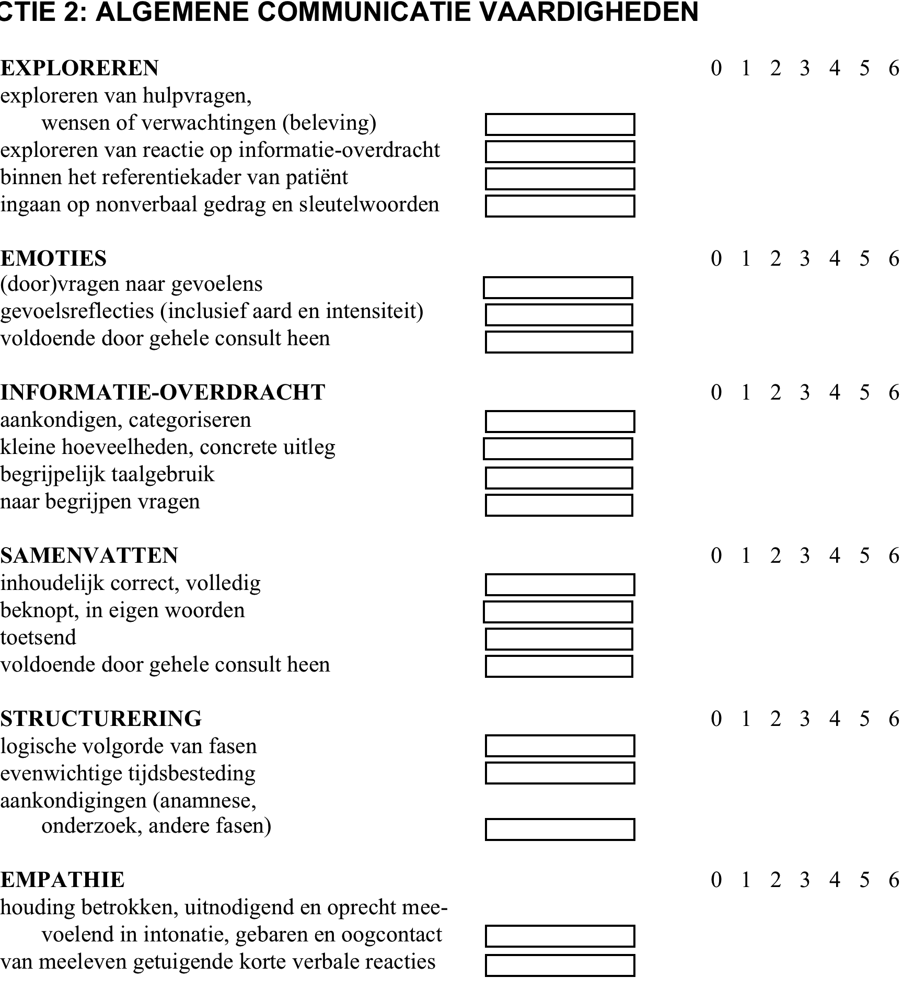 CTIE 2: ALGEMENE COMMUNICATIE VAARDIGHEDEN
EXPLOREREN 0 1 2 3 4 5 6
exploreren van hulpvragen,
wensen of verwachtingen (beleving)
exploreren van reactie op informatie-overdracht
binnen het referentiekader van patiënt
ingaan op nonverbaal gedrag en sleutelwoorden
EMOTIES 0 1 2 3 4 5 6
(door)vragen naar gevoelens
gevoelsreflecties (inclusief aard en intensiteit)
voldoende door gehele consult heen
INFORMATIE-OVERDRACHT 0 1 2 3 4 5 6
aankondigen, categoriseren
kleine hoeveelheden, concrete uitleg
begrijpelijk taalgebruik
naar begrijpen vragen
SAMENVATTEN 0 1 2 3 4 5 6
inhoudelijk correct, volledig
beknopt, in eigen woorden
toetsend
voldoende door gehele consult heen
STRUCTURERING 0 1 2 3 4 5 6
logische volgorde van fasen
evenwichtige tijdsbesteding
aankondigingen (anamnese,
onderzoek, andere fasen)
EMPATHIE 0 1 2 3 4 5 6
houding betrokken, uitnodigend en oprecht mee-
voelend in intonatie, gebaren en oogcontact
van meeleven getuigende korte verbale reacties